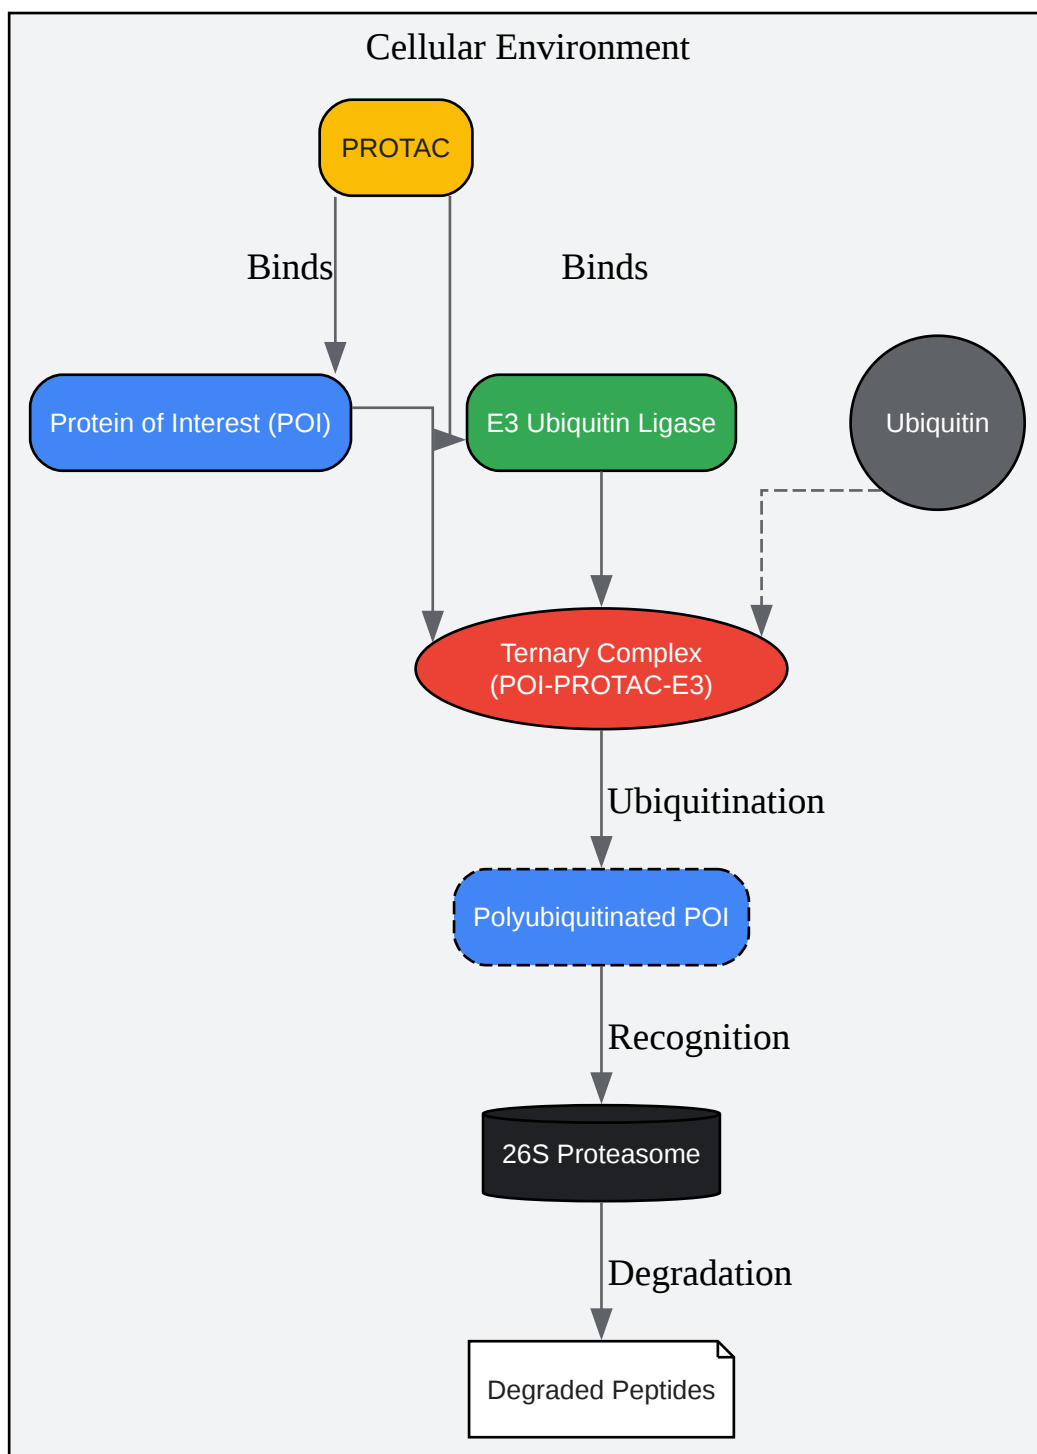 Cellular Environment
PROTAC
Binds
Binds
Protein of Interest (POI)
E3 Ubiquitin Ligase
Ubiquitin
Ternary Complex
(POI-PROTAC-E3)
Ubiquitination
Polyubiquitinated POI
Recognition
26S Proteasome
Degradation
Degraded Peptides